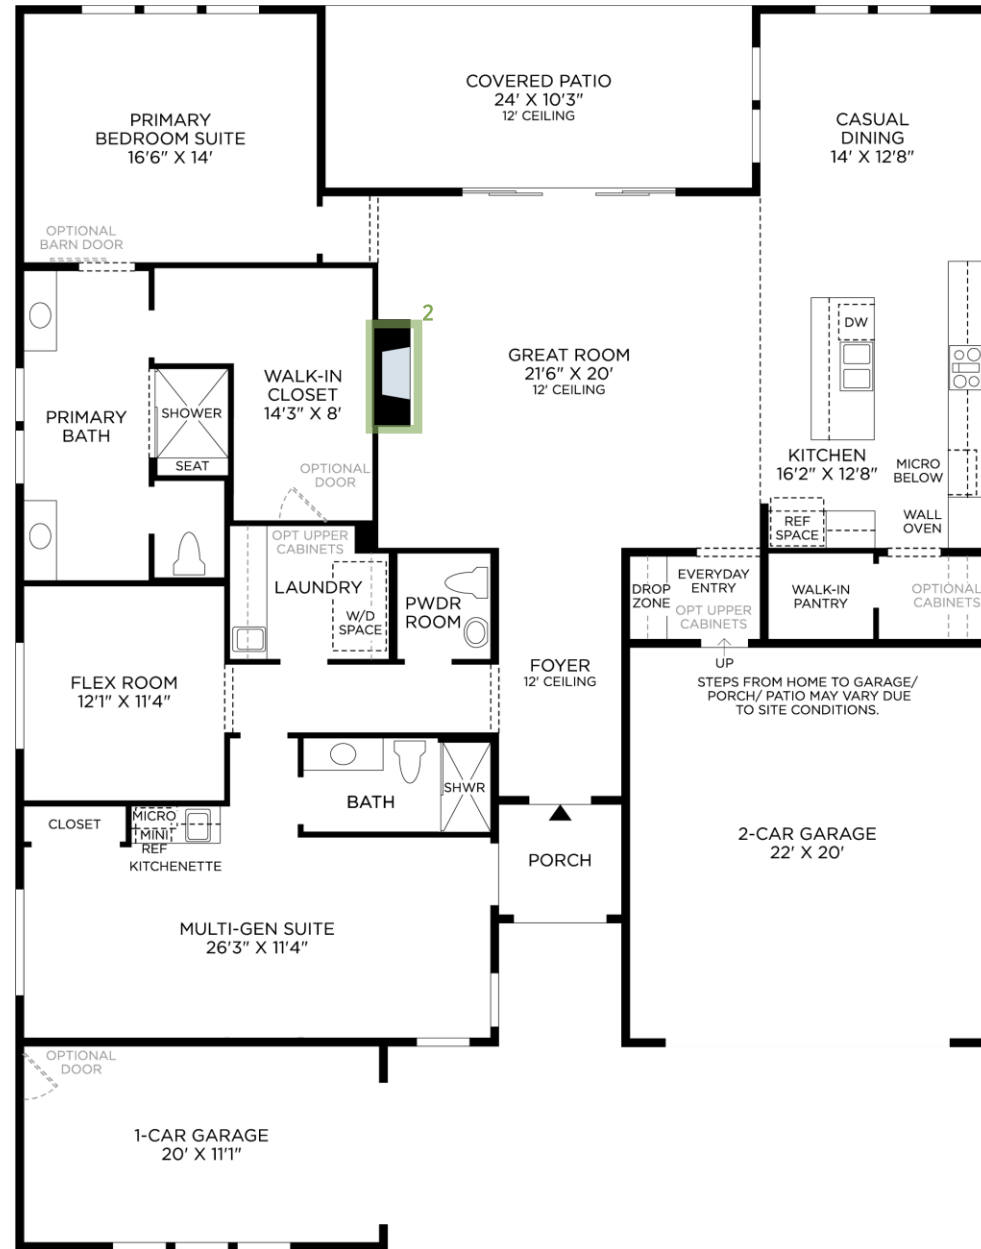 COVERED PATIO
24' X 10'3"
12' CEILING
PRIMARY
BEDROOM SUITE
16'6" X 14'
CASUAL
DINING
14' X 12'8"
OPTIONAL
BARN DOOR
2
DW
GREAT ROOM
21'6" X 20'
12' CEILING
WALK-IN
CLOSET
14'3" X 8'
PRIMARY
BATH
SHOWER
SEAT
OPTIONAL
DOOR
KITCHEN
16'2" X 12'8"
MICRO
BELOW
REF
SPACE
WALL
OVEN
OPT UPPER
CABINETS
LAUNDRY
W/D
SPACE
PWDR
ROOM
DROP
ZONE
EVERYDAY
ENTRY
OPT UPPER
CABINETS
WALK-IN
PANTRY
OPTIONAL
CABINETS
UP
STEPS FROM HOME TO GARAGE/
PORCH/ PATIO MAY VARY DUE
TO SITE CONDITIONS.
FLEX ROOM
12'1" X 11'4"
FOYER
12' CEILING
BATH
SHWR
CLOSET
MICRO
MINI
REF
KITCHENETTE
PORCH
2-CAR GARAGE
22' X 20'
MULTI-GEN SUITE
26'3" X 11'4"
OPTIONAL
DOOR
1-CAR GARAGE
20' X 11'1"